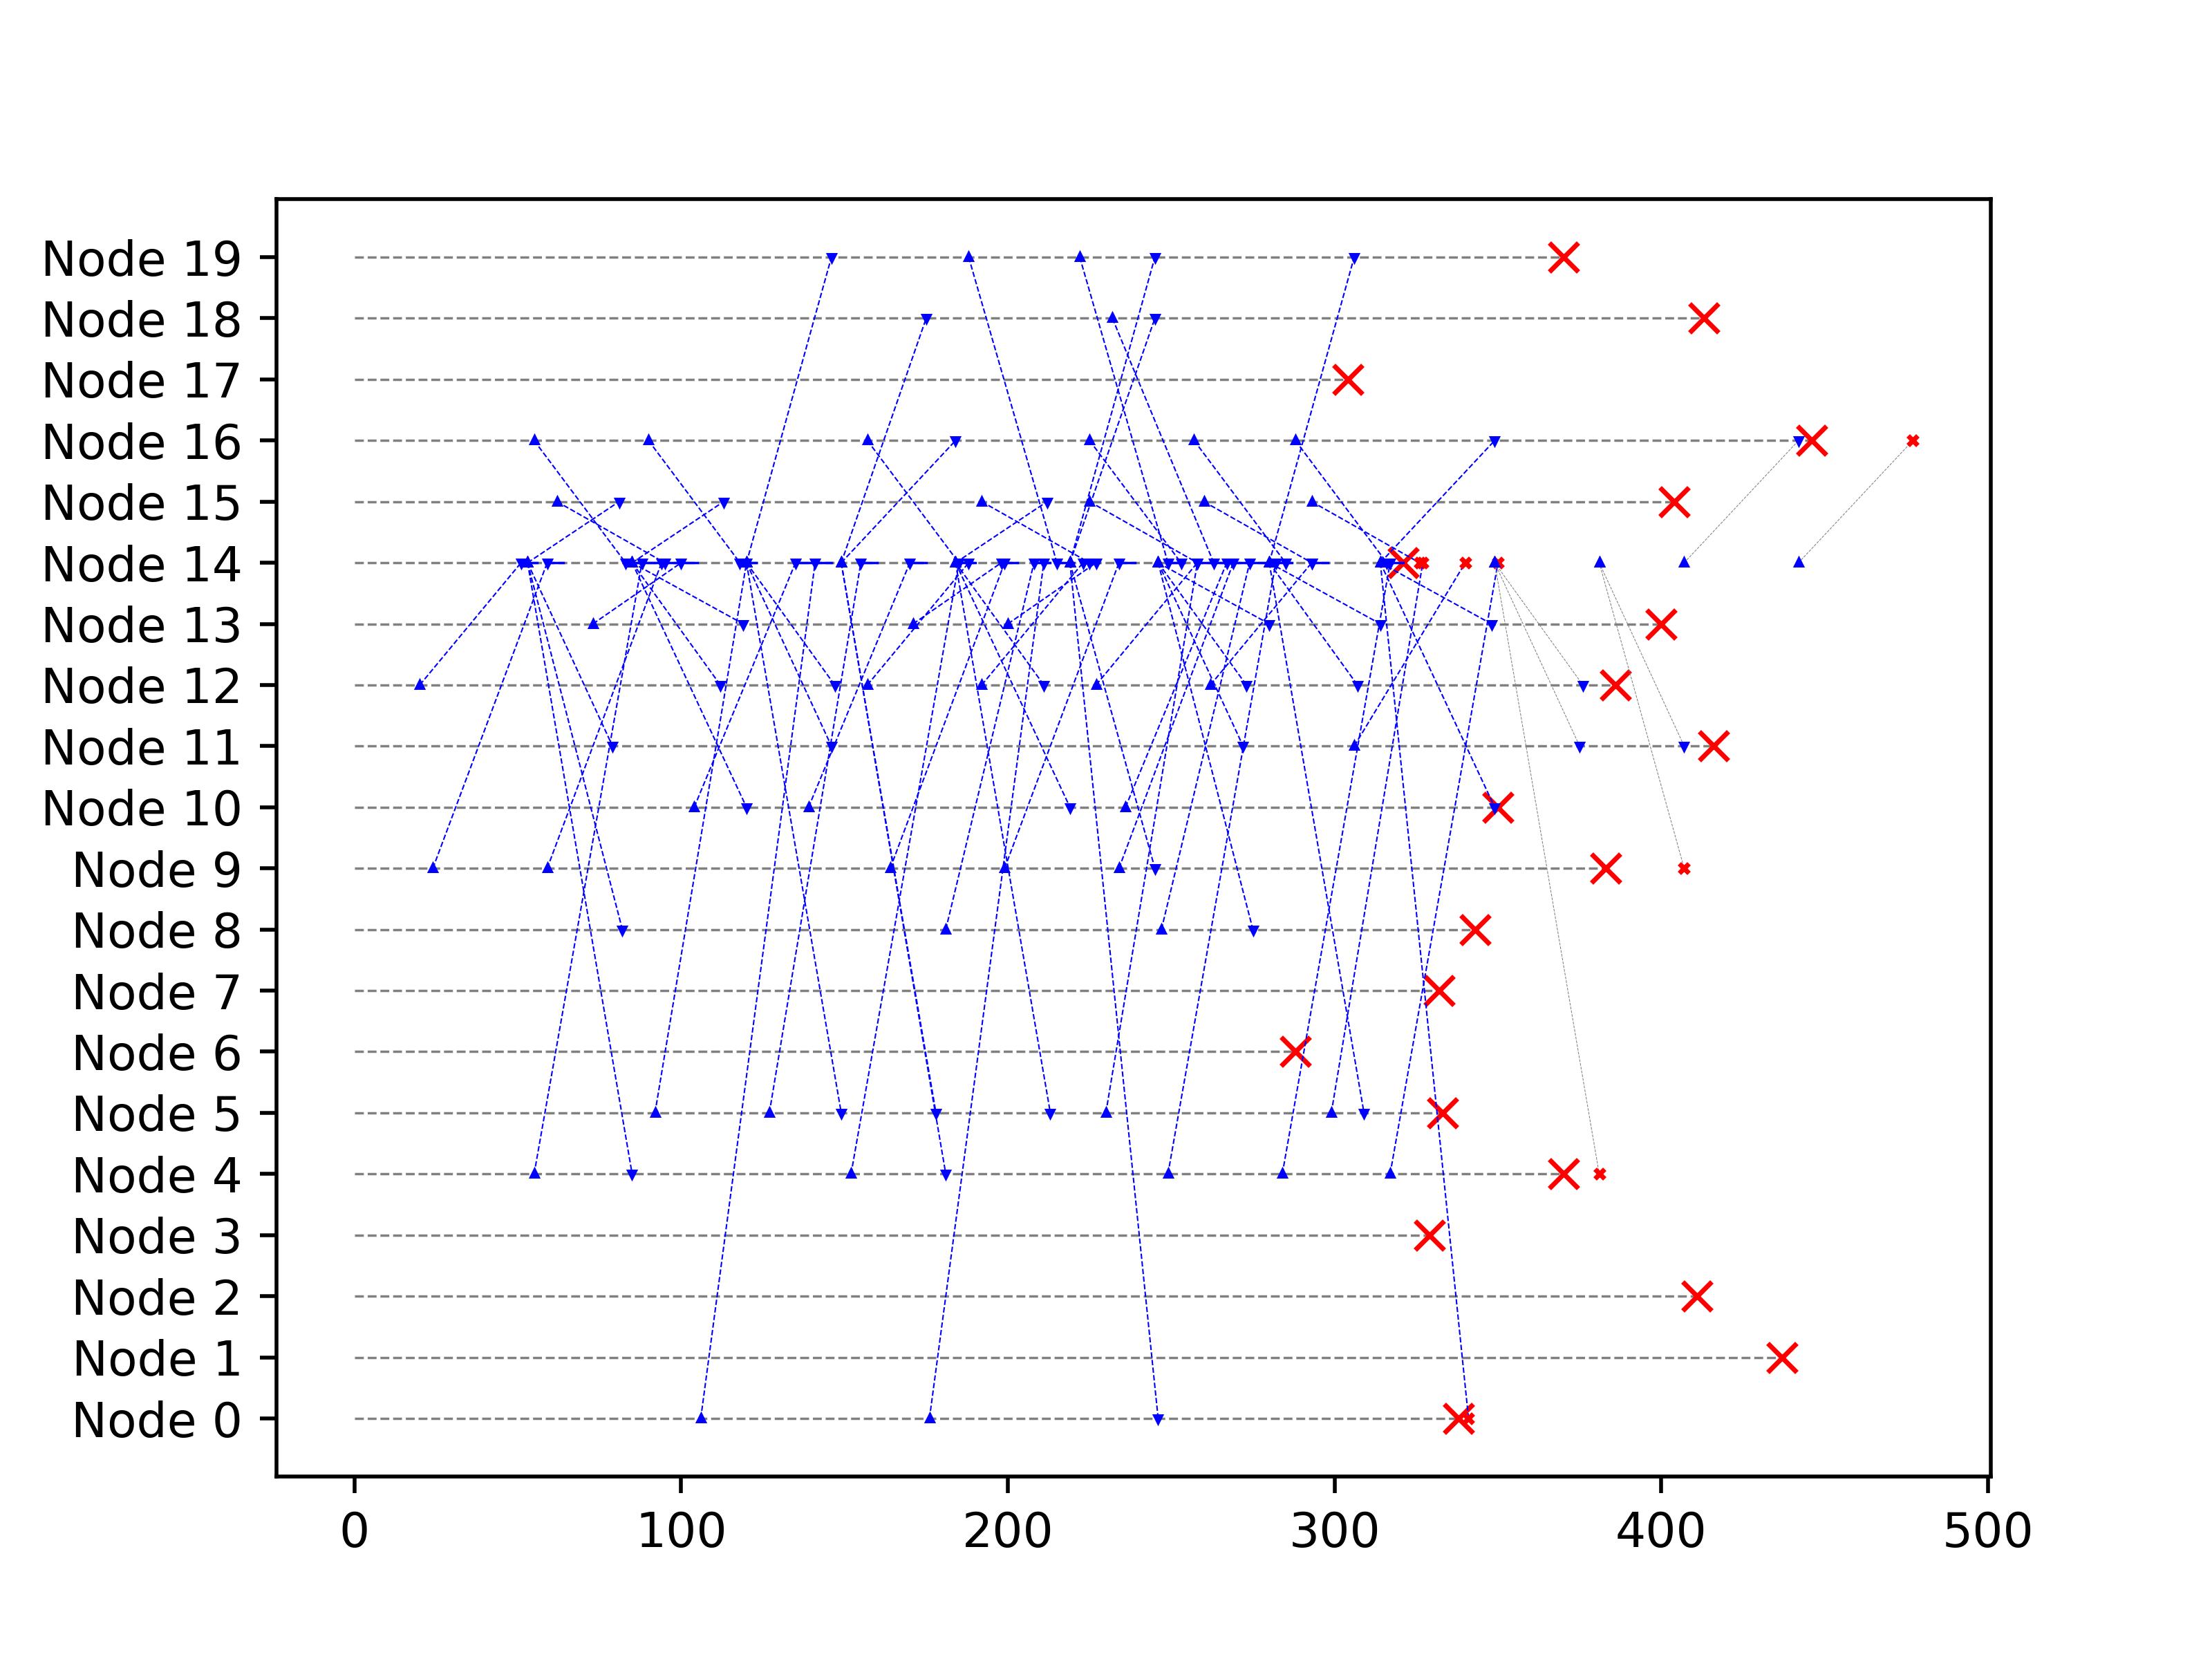 Node 19
Node 18
Node 17
Node 16
Node 15
Node 14
Node 13
Node 12
Node 11
Node 10
Node 9
Node 8
Node 7
Node 6
Node 5
Node 4
Node 3
Node 2
Node 1
Node 0
0 100 200 300 400 500